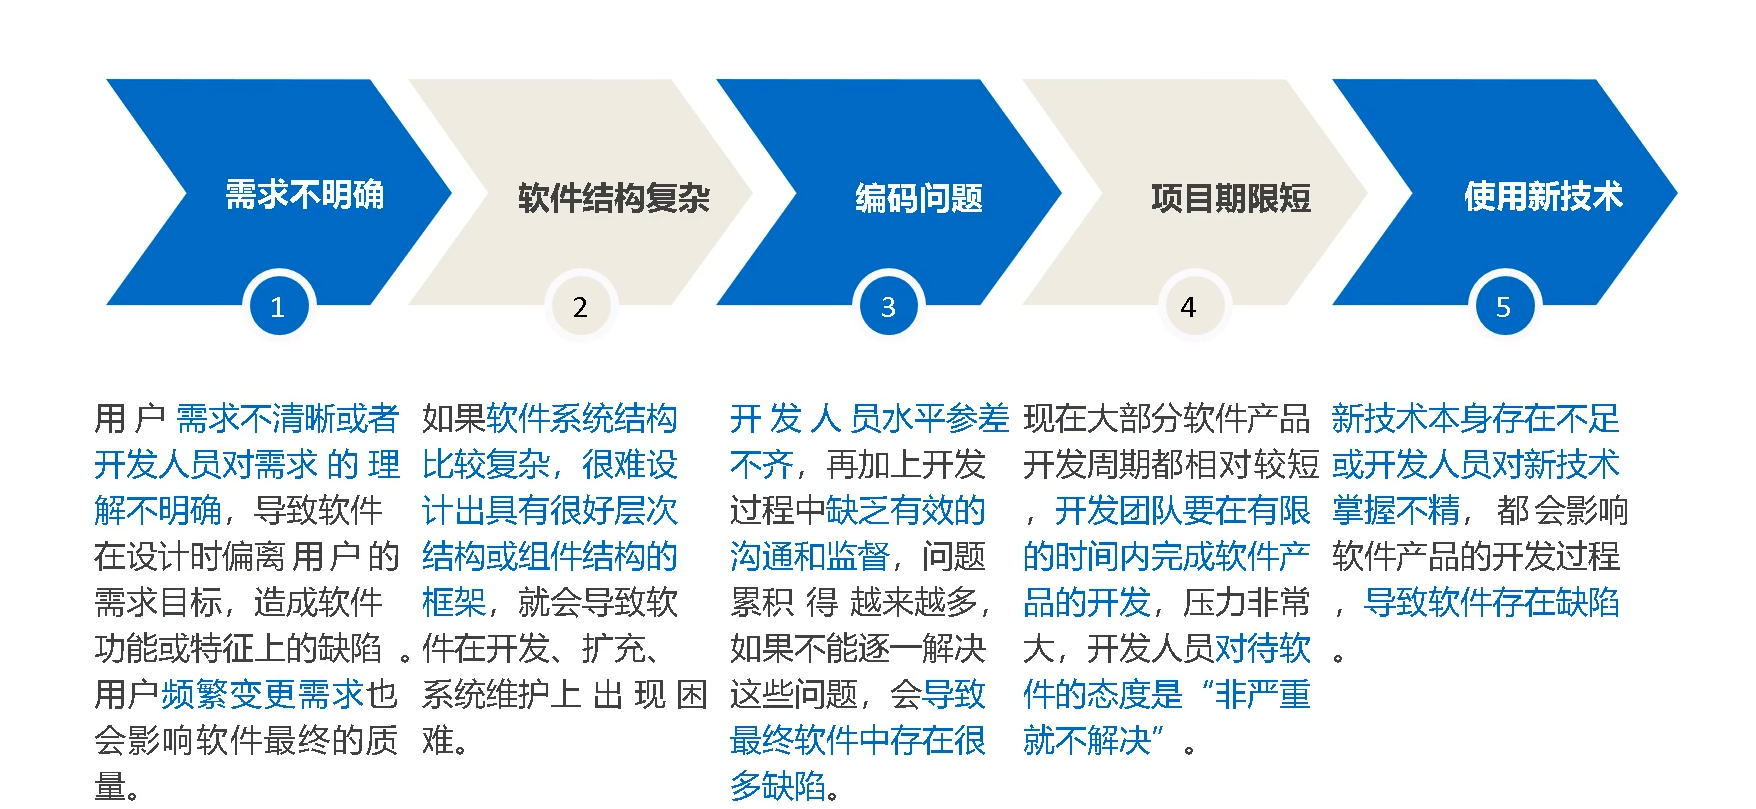 需求不明确
软件结构复杂
编码问题
项目期限短
使用新技术
1
2
3
4
5
用户需求不清晰或者
开发人员对需求的理
解不明确，导致软件
在设计时偏离用户的
需求目标，造成软件
功能或特征上的缺陷。
用户频繁变更需求也
会影响软件最终的质
量。
如果软件系统结构
比较复杂，很难设
计出具有很好层次
结构或组件结构的
框架，就会导致软
件在开发、扩充、
系统维护上出现困
难。
开发人员水平参差
不齐，再加上开发
过程中缺乏有效的
沟通和监督，问题
累积得越来越多，
如果不能逐一解决
这些问题，会导致
最终软件中存在很
多缺陷。
现在大部分软件产品
开发周期都相对较短
，开发团队要在有限
的时间内完成软件产
品的开发，压力非常
大，开发人员对待软
件的态度是“非严重
就不解决”。
新技术本身存在不足
或开发人员对新技术
掌握不精，都会影响
软件产品的开发过程
，导致软件存在缺陷
。